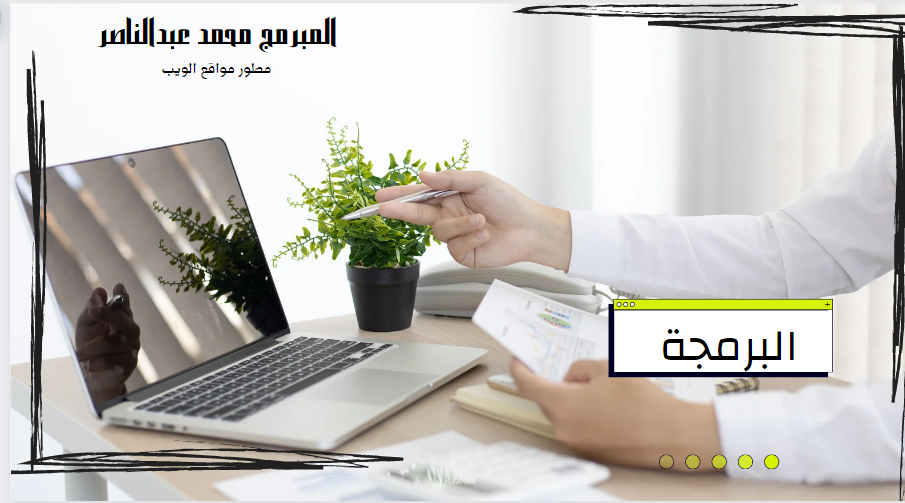 المبرمج محمد عبدالناصر
مطور مواقع الويب
البرمجة